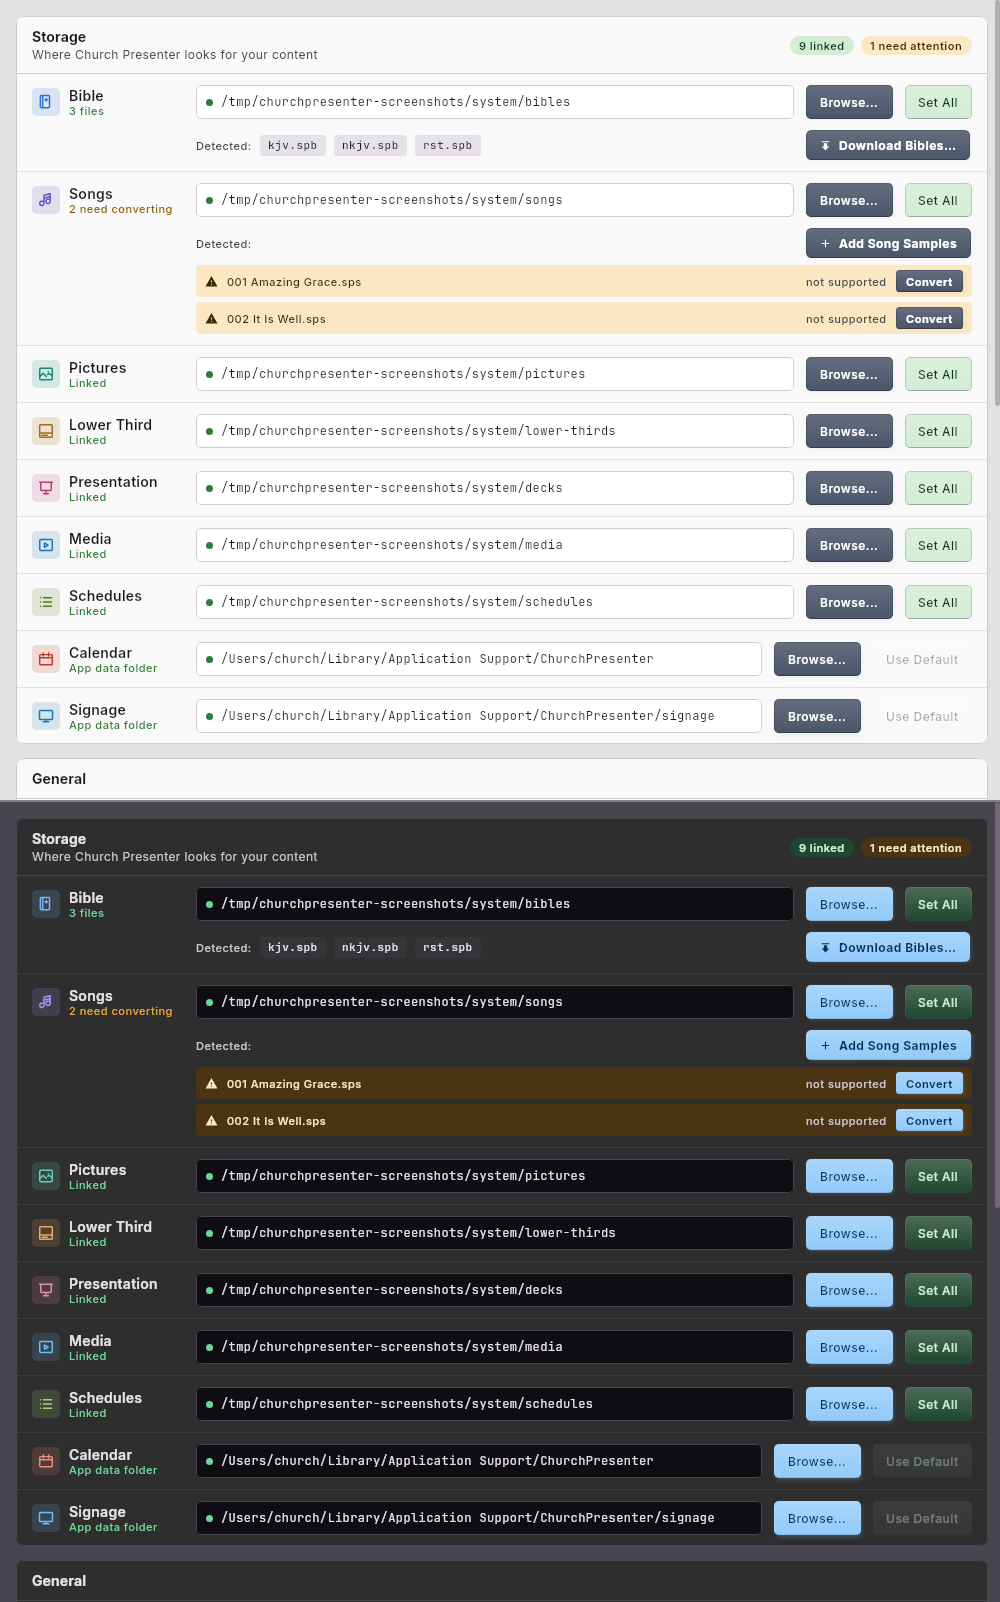 Storage
Where Church Presenter looks for your content
9 linked
1 need attention
Bible
3 files
/tmp/churchpresenter-screenshots/system/bibles
Browse...
Set All
Detected:
kjv.spb
nkjv.spb
rst.spb
Download Bibles...
Songs
2 need converting
/tmp/churchpresenter-screenshots/system/songs
Browse...
Set All
Detected:
+ Add Song Samples
001 Amazing Grace.sps
not supported
Convert
002 It Is Well.sps
not supported
Convert
Pictures
Linked
/tmp/churchpresenter-screenshots/system/pictures
Browse...
Set All
Lower Third
Linked
/tmp/churchpresenter-screenshots/system/lower-thirds
Browse...
Set All
Presentation
Linked
/tmp/churchpresenter-screenshots/system/decks
Browse...
Set All
Media
Linked
/tmp/churchpresenter-screenshots/system/media
Browse...
Set All
Schedules
Linked
/tmp/churchpresenter-screenshots/system/schedules
Browse...
Set All
Calendar
App data folder
/Users/church/Library/Application Support/ChurchPresenter
Browse...
Use Default
Signage
App data folder
/Users/church/Library/Application Support/ChurchPresenter/signage
Browse...
Use Default
General
Storage
Where Church Presenter looks for your content
9 linked
1 need attention
Bible
3 files
/tmp/churchpresenter-screenshots/system/bibles
Browse...
Set All
Detected:
kjv.spb
nkjv.spb
rst.spb
Download Bibles...
Songs
2 need converting
/tmp/churchpresenter-screenshots/system/songs
Browse...
Set All
Detected:
+ Add Song Samples
001 Amazing Grace.sps
not supported
Convert
002 It Is Well.sps
not supported
Convert
Pictures
Linked
/tmp/churchpresenter-screenshots/system/pictures
Browse...
Set All
Lower Third
Linked
/tmp/churchpresenter-screenshots/system/lower-thirds
Browse...
Set All
Presentation
Linked
/tmp/churchpresenter-screenshots/system/decks
Browse...
Set All
Media
Linked
/tmp/churchpresenter-screenshots/system/media
Browse...
Set All
Schedules
Linked
/tmp/churchpresenter-screenshots/system/schedules
Browse...
Set All
Calendar
App data folder
/Users/church/Library/Application Support/ChurchPresenter
Browse...
Use Default
Signage
App data folder
/Users/church/Library/Application Support/ChurchPresenter/signage
Browse...
Use Default
General